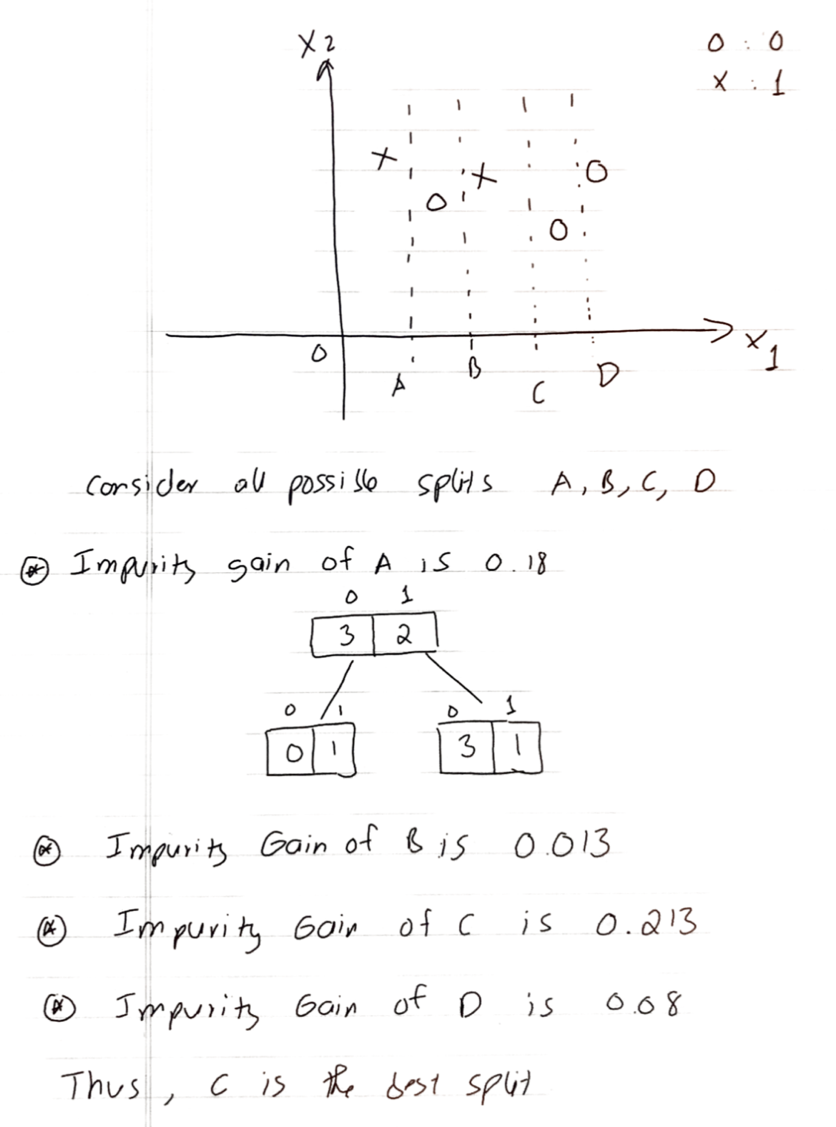 X2
O : 0
X : 1
X
O
X
O
O
0
X1
A
B
C
D
Consider all possible splits A, B, C, D
⊛ Impurity gain of A is 0.18
0 1
3 2
0 1
0 1
0 1
3 1
⊛ Impurity Gain of B is 0.013
⊛ Impurity Gain of C is 0.213
⊛ Impurity Gain of D is 0.08
Thus, C is the best split